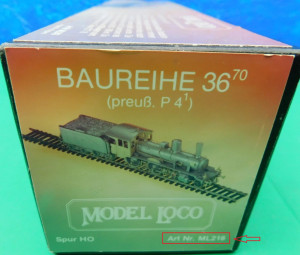 BAUREIHE 36⁷⁰
(preuß. P 4¹)
MODEL LOCO
Spur HO
Art Nr. ML218